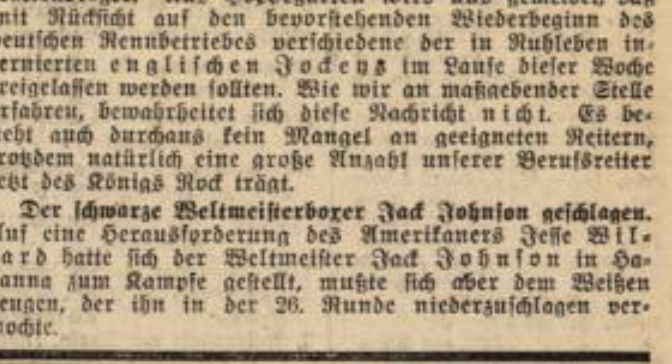 mit Rücksicht auf den bevorstehenden Wiederbeginn des
deutschen Rennbetriebes verschiedene der in Ruhleben in-
ternierten englischen Jockeys im Laufe dieser Woche
freigelassen werden sollten. Wie wir an maßgebender Stelle
erfahren, bewahrheitet sich diese Nachricht nicht. Es be-
steht auch durchaus kein Mangel an geeigneten Reitern,
trotzdem natürlich eine große Anzahl unserer Berufsreiter
jetzt des Königs Rock trägt.
Der schwarze Weltmeisterboxer Jack Johnson geschlagen.
Auf eine Herausforderung des Amerikaners Jesse Wil-
lard hatte sich der Weltmeister Jack Johnson in Ha-
vanna zum Kampfe gestellt, mußte sich aber dem Weißen
beugen, der ihn in der 26. Runde niederzuschlagen ver-
mochte.